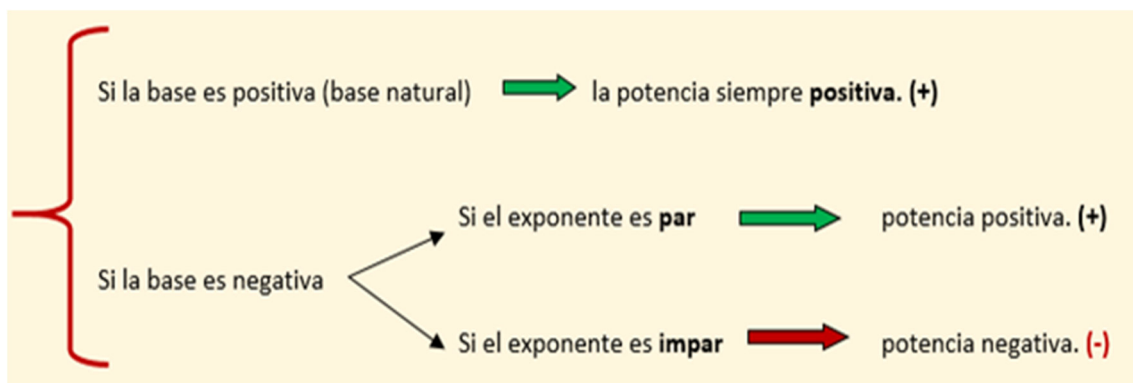 Si la base es positiva (base natural) la potencia siempre positiva. (+)
Si el exponente es par potencia positiva. (+)
Si la base es negativa
Si el exponente es impar potencia negativa. (-)